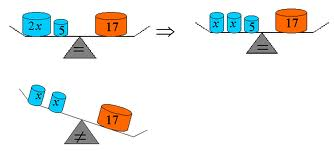 2x 5 17 = ⇒ x x 5 17 =
x x 17 ≠